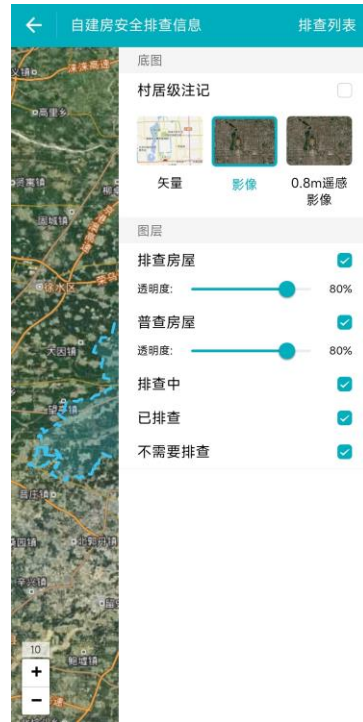 自建房安全排查信息
排查列表
底图
村居级注记
矢量
影像
0.8m遥感
影像
图层
排查房屋
透明度:
80%
普查房屋
透明度:
80%
排查中
已排查
不需要排查
高里乡
固城镇
徐水区
大因镇
10
+
−